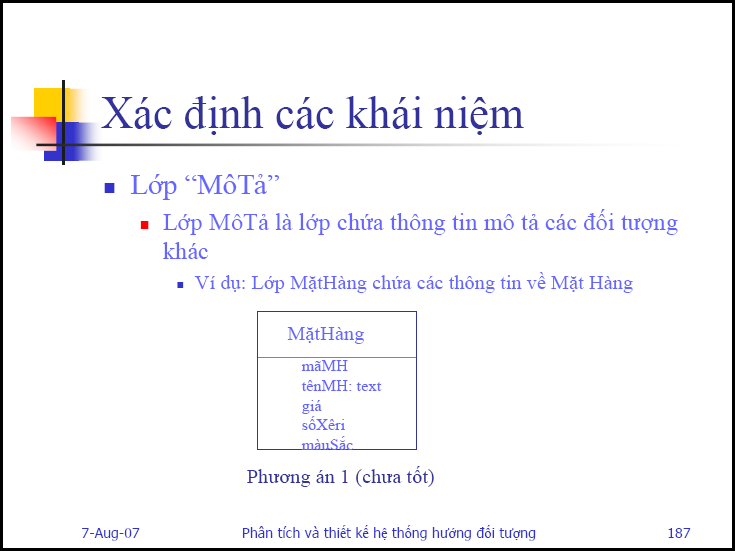 Xác định các khái niệm
Lớp “MôTả”
Lớp MôTả là lớp chứa thông tin mô tả các đối tượng
khác
Ví dụ: Lớp MặtHàng chứa các thông tin về Mặt Hàng
MặtHàng
mãMH
tênMH: text
giá
sốXêri
màuSắc
Phương án 1 (chưa tốt)
7-Aug-07
Phân tích và thiết kế hệ thống hướng đối tượng
187